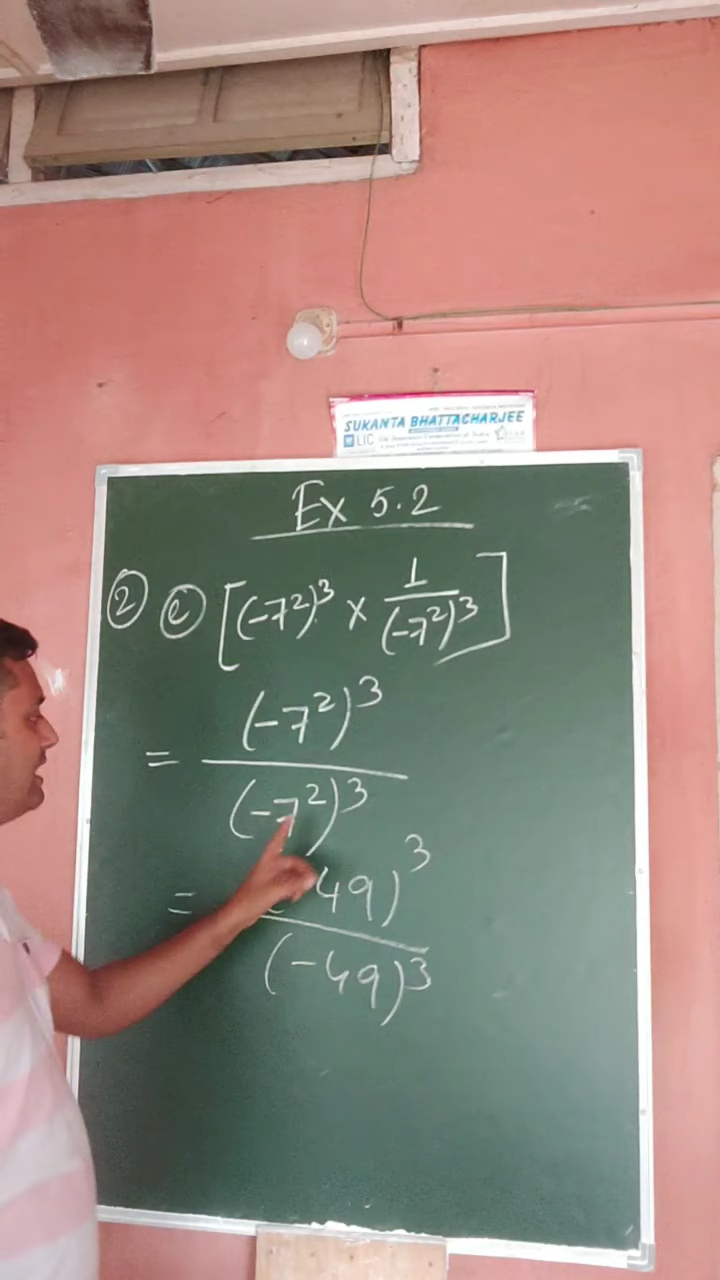 SUKANTA BHATTACHARJEE
LIC
Ex 5.2
② ⓔ [(-7²)³ × 1/(-7²)³]
= (-7²)³
(-7²)³
= 49)³
(-49)³